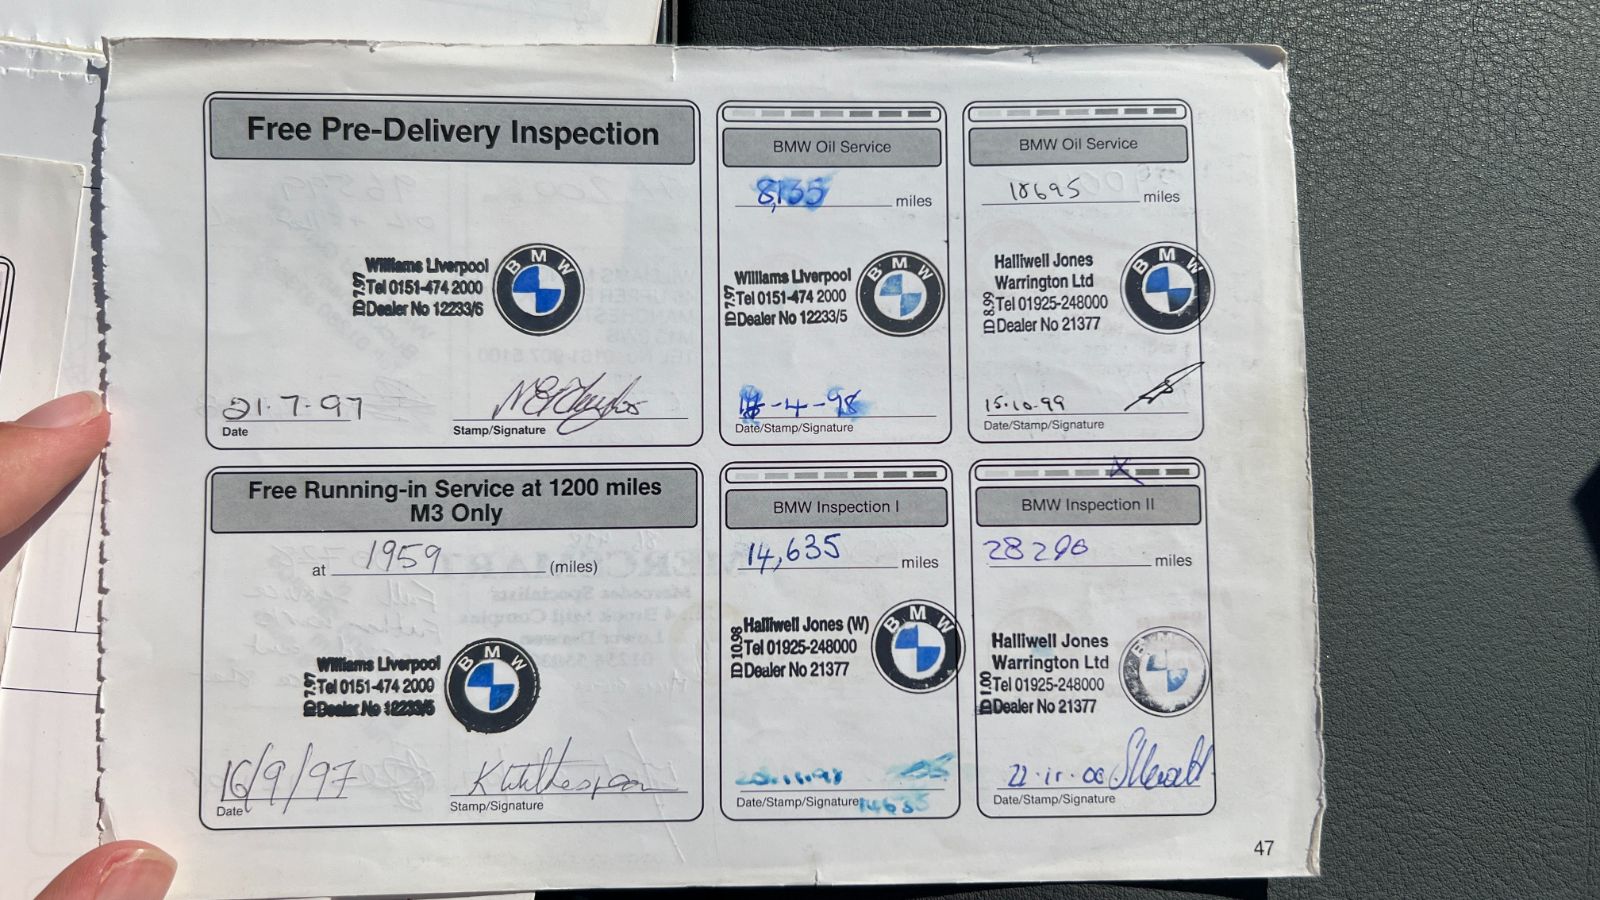 Free Pre-Delivery Inspection
Williams Liverpool
Tel 0151-474 2000
Dealer No 12233/6
ID 7.97
BMW
21.7.97
Date
Stamp/Signature
BMW Oil Service
8,135 miles
Williams Liverpool
Tel 0151-474 2000
Dealer No 12233/5
ID 7.97
BMW
-4-98
Date/Stamp/Signature
BMW Oil Service
18695 miles
Halliwell Jones
Warrington Ltd
Tel 01925-248000
Dealer No 21377
ID 8.99
BMW
15.10.99
Date/Stamp/Signature
Free Running-in Service at 1200 miles
M3 Only
at 1959 (miles)
Williams Liverpool
Tel 0151-474 2000
Dealer No 12233/5
ID 7.97
BMW
16/9/97
Date
Stamp/Signature
BMW Inspection I
14,635 miles
Halliwell Jones (W)
Tel 01925-248000
Dealer No 21377
ID 10.98
BMW
Date/Stamp/Signature
14635
BMW Inspection II
28290 miles
Halliwell Jones
Warrington Ltd
Tel 01925-248000
Dealer No 21377
ID 1.00
BMW
22.11.00
Date/Stamp/Signature
47